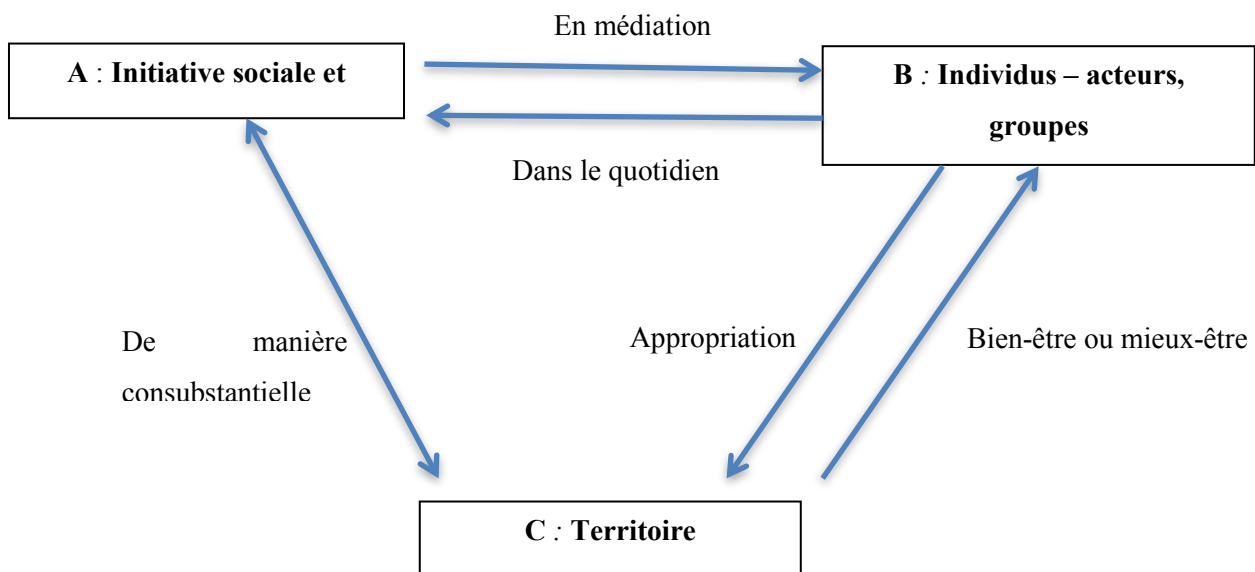 En médiation
A : Initiative sociale et
B : Individus – acteurs,
groupes
Dans le quotidien
De manière
consubstantielle
Appropriation
Bien-être ou mieux-être
C : Territoire